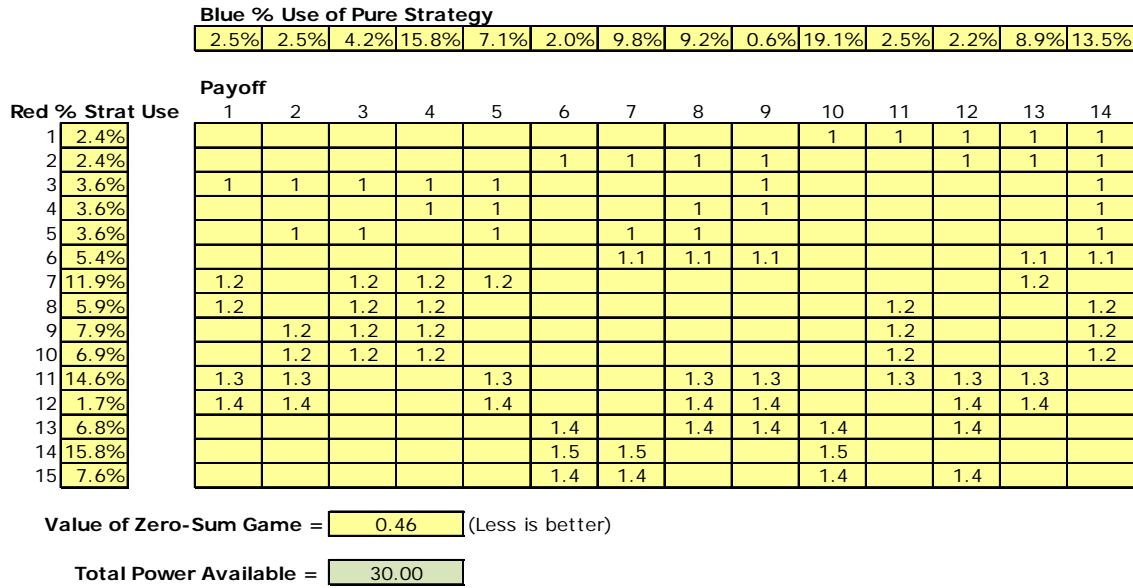 Blue % Use of Pure Strategy
2.5% 2.5% 4.2% 15.8% 7.1% 2.0% 9.8% 9.2% 0.6% 19.1% 2.5% 2.2% 8.9% 13.5%
Payoff
Red % Strat Use 1 2 3 4 5 6 7 8 9 10 11 12 13 14
1 2.4% 1 1 1 1 1
2 2.4% 1 1 1 1 1 1 1
3 3.6% 1 1 1 1 1 1 1
4 3.6% 1 1 1 1 1
5 3.6% 1 1 1 1 1 1
6 5.4% 1.1 1.1 1.1 1.1 1.1
7 11.9% 1.2 1.2 1.2 1.2 1.2
8 5.9% 1.2 1.2 1.2 1.2 1.2
9 7.9% 1.2 1.2 1.2 1.2 1.2
10 6.9% 1.2 1.2 1.2 1.2 1.2
11 14.6% 1.3 1.3 1.3 1.3 1.3 1.3 1.3 1.3
12 1.7% 1.4 1.4 1.4 1.4 1.4 1.4 1.4
13 6.8% 1.4 1.4 1.4 1.4 1.4
14 15.8% 1.5 1.5 1.5
15 7.6% 1.4 1.4 1.4 1.4
Value of Zero-Sum Game = 0.46 (Less is better)
Total Power Available = 30.00